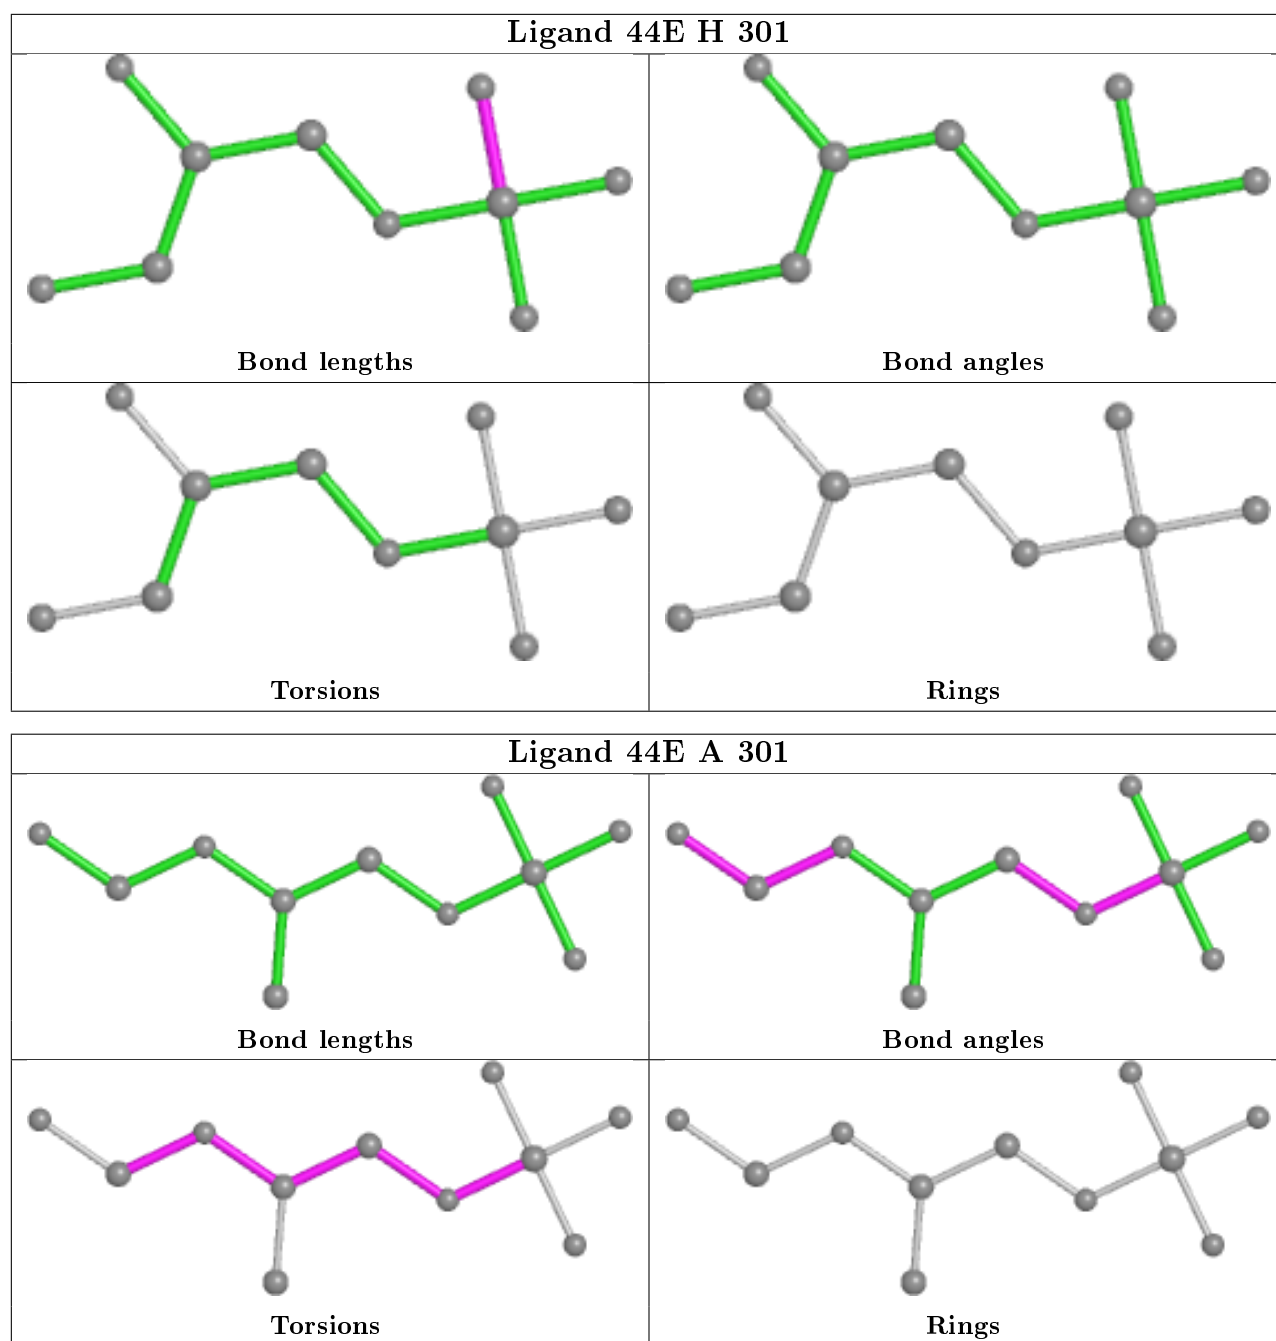 Ligand 44E H 301
Bond lengths
Bond angles
Torsions
Rings
Ligand 44E A 301
Bond lengths
Bond angles
Torsions
Rings